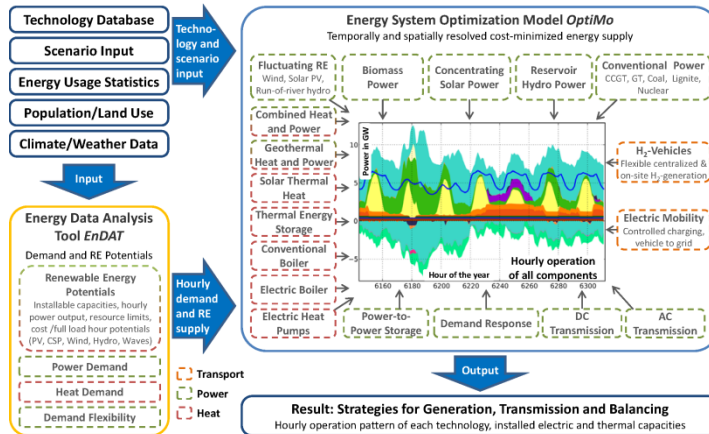 Technology Database
Scenario Input
Energy Usage Statistics
Population/Land Use
Climate/Weather Data
Techno-
logy and
scenario
input
Input
Energy Data Analysis
Tool EnDAT
Demand and RE Potentials
Renewable Energy
Potentials
Installable capacities, hourly
power output, resource limits,
cost /full load hour potentials
(PV, CSP, Wind, Hydro, Waves)
Power Demand
Heat Demand
Demand Flexibility
Hourly
demand
and RE
supply
Transport
Power
Heat
Energy System Optimization Model OptiMo
Temporally and spatially resolved cost-minimized energy supply
Fluctuating RE
Wind, Solar PV,
Run-of-river hydro
Biomass
Power
Concentrating
Solar Power
Reservoir
Hydro Power
Conventional Power
CCGT, GT, Coal, Lignite,
Nuclear
Combined Heat
and Power
Geothermal
Heat and Power
Solar Thermal
Heat
Thermal Energy
Storage
Conventional
Boiler
Electric Boiler
Electric Heat
Pumps
Power in GW
10
5
0
−5
Hour of the year
6160
6180
6200
6220
6240
6260
6280
6300
Hourly operation
of all components
H₂-Vehicles
Flexible centralized &
on-site H₂-generation
Electric Mobility
Controlled charging,
vehicle to grid
Power-to-
Power Storage
Demand Response
DC
Transmission
AC
Transmission
Output
Result: Strategies for Generation, Transmission and Balancing
Hourly operation pattern of each technology, installed electric and thermal capacities